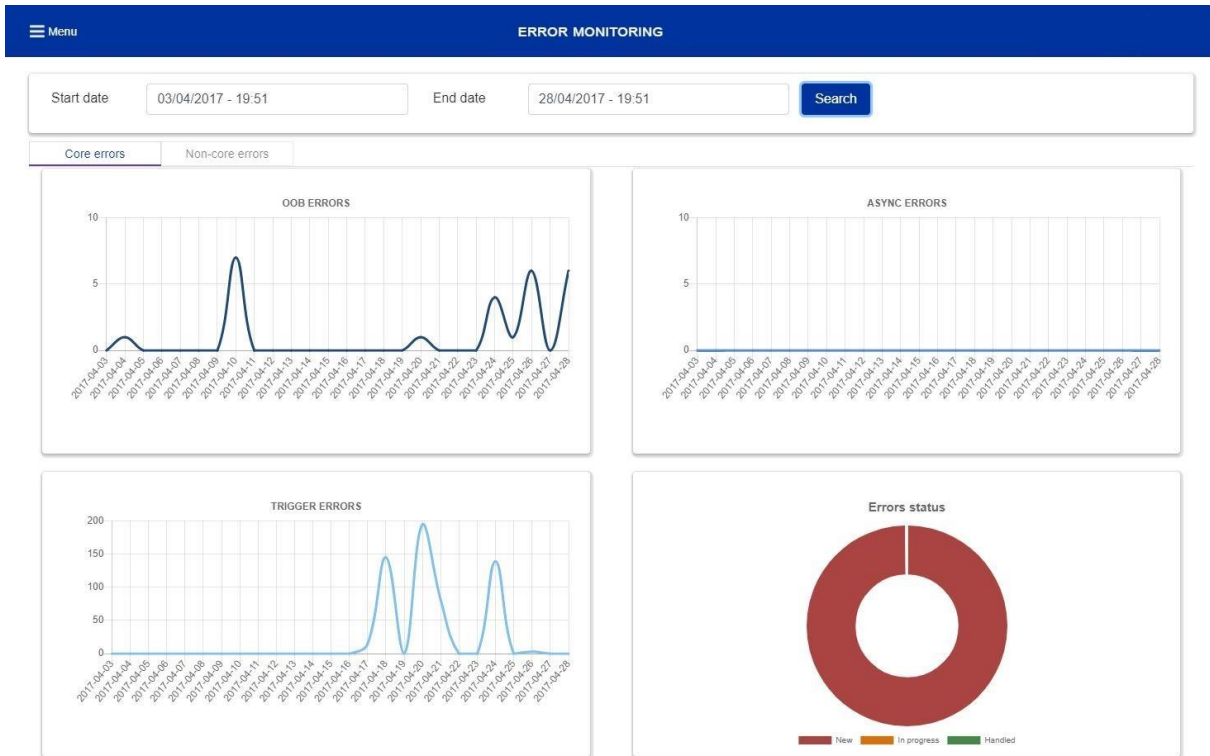 Menu
ERROR MONITORING
Start date 03/04/2017 - 19:51 End date 28/04/2017 - 19:51 Search
Core errors Non-core errors
OOB ERRORS
10
5
0
2017-04-03 2017-04-04 2017-04-05 2017-04-06 2017-04-07 2017-04-08 2017-04-09 2017-04-10 2017-04-11 2017-04-12 2017-04-13 2017-04-14 2017-04-15 2017-04-16 2017-04-17 2017-04-18 2017-04-19 2017-04-20 2017-04-21 2017-04-22 2017-04-23 2017-04-24 2017-04-25 2017-04-26 2017-04-27 2017-04-28
ASYNC ERRORS
10
5
0
2017-04-03 2017-04-04 2017-04-05 2017-04-06 2017-04-07 2017-04-08 2017-04-09 2017-04-10 2017-04-11 2017-04-12 2017-04-13 2017-04-14 2017-04-15 2017-04-16 2017-04-17 2017-04-18 2017-04-19 2017-04-20 2017-04-21 2017-04-22 2017-04-23 2017-04-24 2017-04-25 2017-04-26 2017-04-27 2017-04-28
TRIGGER ERRORS
200
150
100
50
0
2017-04-03 2017-04-04 2017-04-05 2017-04-06 2017-04-07 2017-04-08 2017-04-09 2017-04-10 2017-04-11 2017-04-12 2017-04-13 2017-04-14 2017-04-15 2017-04-16 2017-04-17 2017-04-18 2017-04-19 2017-04-20 2017-04-21 2017-04-22 2017-04-23 2017-04-24 2017-04-25 2017-04-26 2017-04-27 2017-04-28
Errors status
New In progress Handled